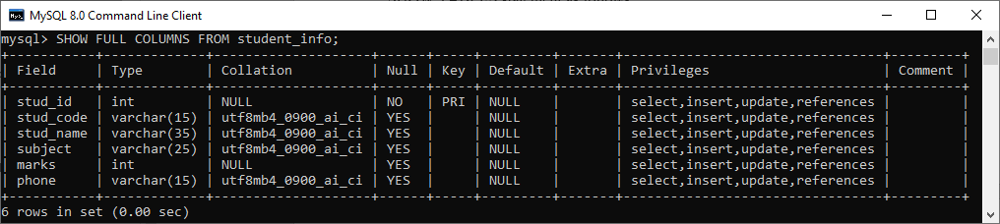 MySQL 8.0 Command Line Client
mysql> SHOW FULL COLUMNS FROM student_info;
+-----------+-------------+--------------------+------+-----+---------+-------+---------------------------------+---------+
| Field     | Type        | Collation          | Null | Key | Default | Extra | Privileges                      | Comment |
+-----------+-------------+--------------------+------+-----+---------+-------+---------------------------------+---------+
| stud_id   | int         | NULL               | NO   | PRI | NULL    |       | select,insert,update,references |         |
| stud_code | varchar(15) | utf8mb4_0900_ai_ci | YES  |     | NULL    |       | select,insert,update,references |         |
| stud_name | varchar(35) | utf8mb4_0900_ai_ci | YES  |     | NULL    |       | select,insert,update,references |         |
| subject   | varchar(25) | utf8mb4_0900_ai_ci | YES  |     | NULL    |       | select,insert,update,references |         |
| marks     | int         | NULL               | YES  |     | NULL    |       | select,insert,update,references |         |
| phone     | varchar(15) | utf8mb4_0900_ai_ci | YES  |     | NULL    |       | select,insert,update,references |         |
+-----------+-------------+--------------------+------+-----+---------+-------+---------------------------------+---------+
6 rows in set (0.00 sec)